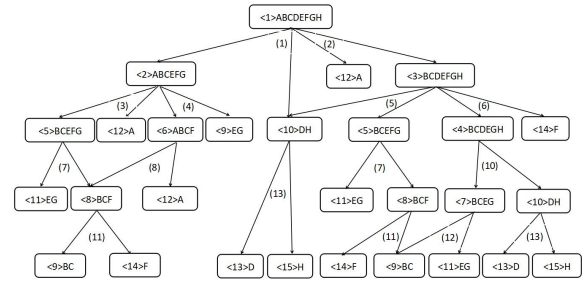 <1>ABCDEFGH
(1)
(2)
<2>ABCEFG
<12>A
<3>BCDEFGH
(3)
(4)
(5)
(6)
<5>BCEFG
<12>A
<6>ABCF
<9>EG
<10>DH
<5>BCEFG
<4>BCDEGH
<14>F
(7)
(8)
(7)
(10)
(13)
<11>EG
<8>BCF
<12>A
<11>EG
<8>BCF
<7>BCEG
<10>DH
(11)
(11)
(12)
(13)
<9>BC
<14>F
<13>D
<15>H
<14>F
<9>BC
<11>EG
<13>D
<15>H